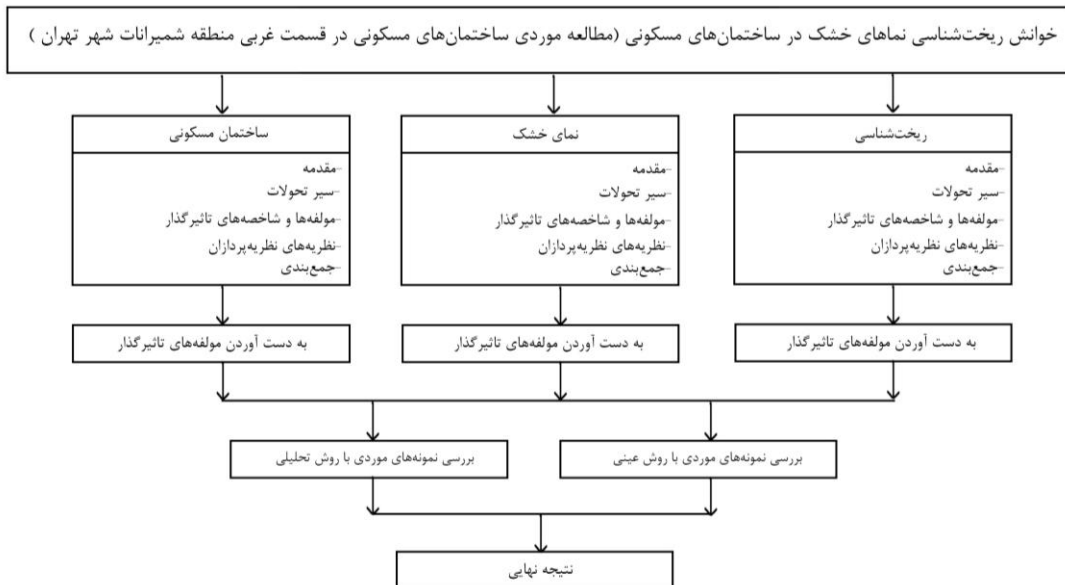 خوانش ریخت‌شناسی نماهای خشک در ساختمان‌های مسکونی (مطالعه موردی ساختمان‌های مسکونی در قسمت غربی منطقه شمیرانات شهر تهران )
ریخت‌شناسی
-مقدمه
-سیر تحولات
-مولفه‌ها و شاخصه‌های تاثیرگذار
-نظریه‌های نظریه‌پردازان
-جمع‌بندی
نمای خشک
-مقدمه
-سیر تحولات
-مولفه‌ها و شاخصه‌های تاثیرگذار
-نظریه‌های نظریه‌پردازان
-جمع‌بندی
ساختمان مسکونی
-مقدمه
-سیر تحولات
-مولفه‌ها و شاخصه‌های تاثیرگذار
-نظریه‌های نظریه‌پردازان
-جمع‌بندی
به دست آوردن مولفه‌های تاثیرگذار
به دست آوردن مولفه‌های تاثیرگذار
به دست آوردن مولفه‌های تاثیرگذار
بررسی نمونه‌های موردی با روش عینی
بررسی نمونه‌های موردی با روش تحلیلی
نتیجه نهایی